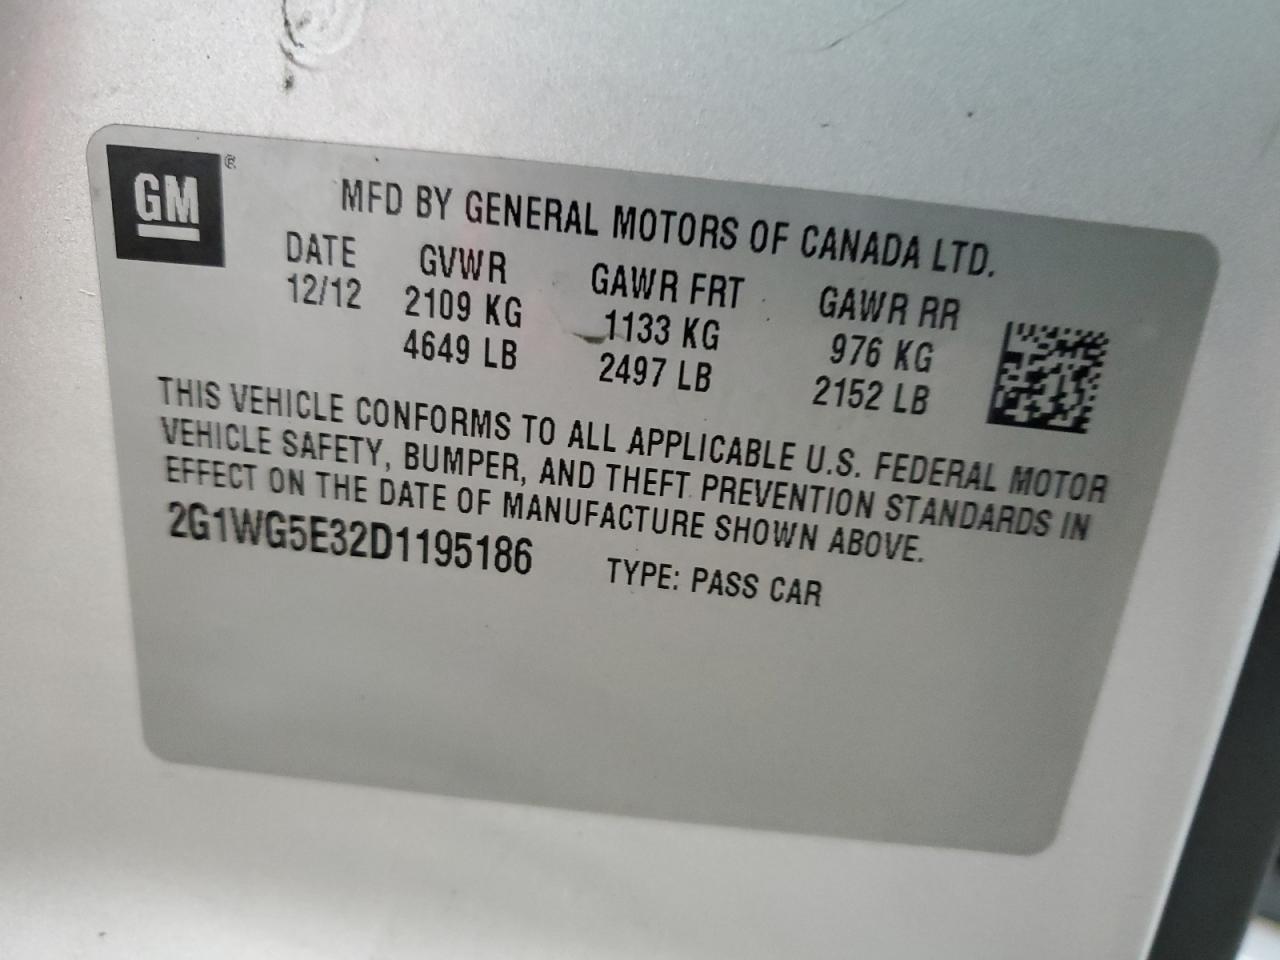 GM ®
MFD BY GENERAL MOTORS OF CANADA LTD.
DATE GVWR GAWR FRT GAWR RR
12/12 2109 KG 1133 KG 976 KG
4649 LB 2497 LB 2152 LB
THIS VEHICLE CONFORMS TO ALL APPLICABLE U.S. FEDERAL MOTOR
VEHICLE SAFETY, BUMPER, AND THEFT PREVENTION STANDARDS IN
EFFECT ON THE DATE OF MANUFACTURE SHOWN ABOVE.
2G1WG5E32D1195186 TYPE: PASS CAR